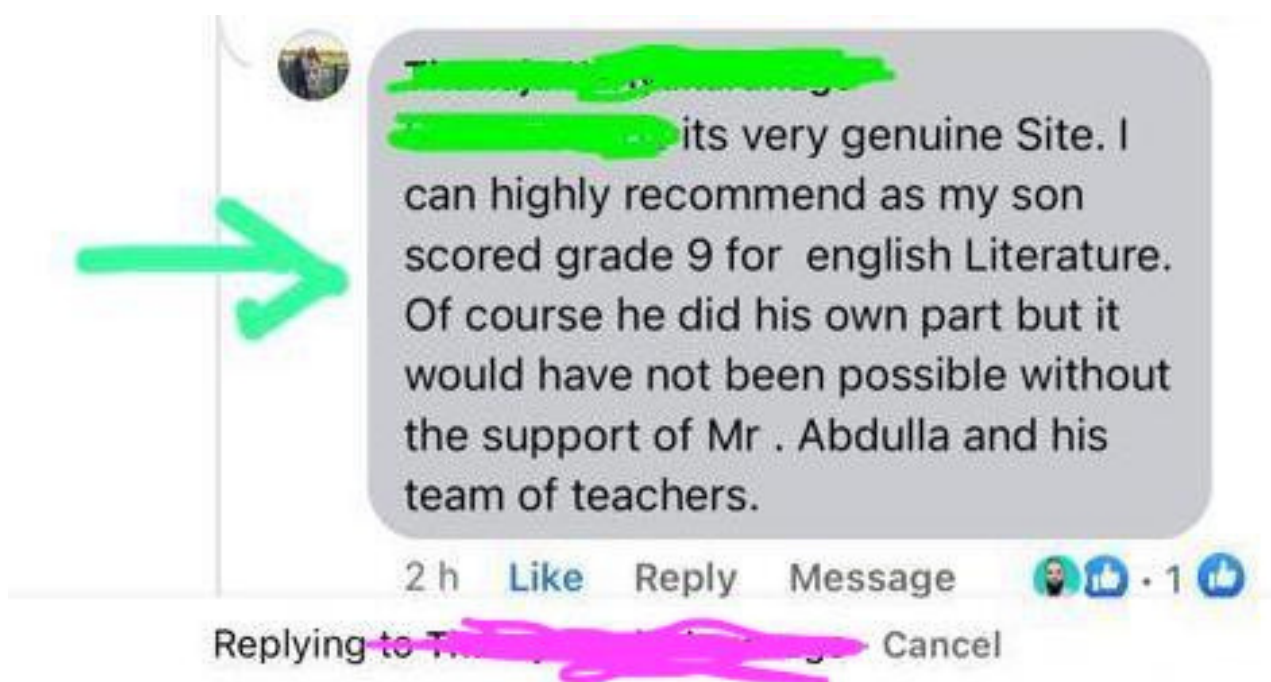 its very genuine Site. I
can highly recommend as my son
scored grade 9 for english Literature.
Of course he did his own part but it
would have not been possible without
the support of Mr . Abdulla and his
team of teachers.
2 h Like Reply Message · 1
Replying to Cancel